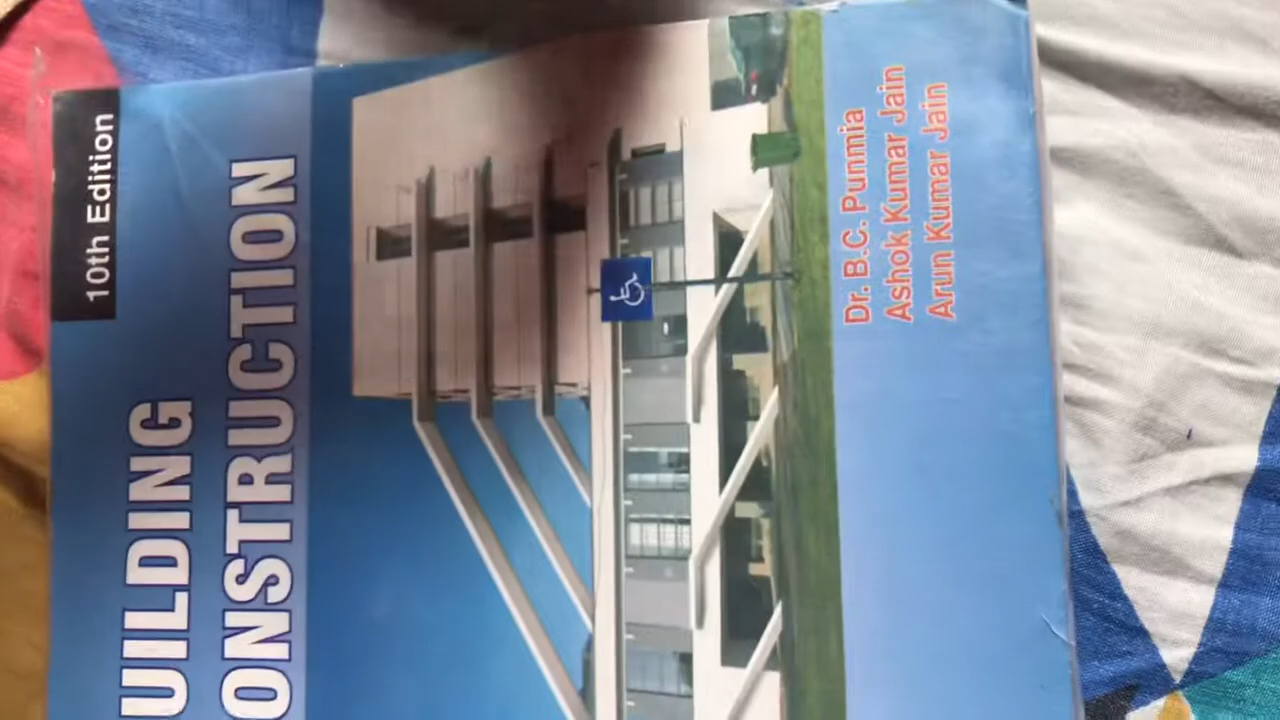 10th Edition
UILDING
ONSTRUCTION
Dr. B.C. Punmia
Ashok Kumar Jain
Arun Kumar Jain